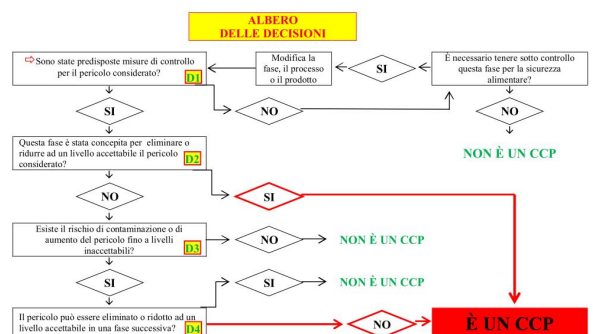 ALBERO
DELLE DECISIONI
⇨Sono state predisposte misure di controllo
per il pericolo considerato?
D1
Modifica la
fase, il processo
o il prodotto
SI
È necessario tenere sotto controllo
questa fase per la sicurezza
alimentare?
SI
NO
NO
NON È UN CCP
Questa fase è stata concepita per eliminare o
ridurre ad un livello accettabile il pericolo
considerato?
D2
NO
SI
Esiste il rischio di contaminazione o di
aumento del pericolo fino a livelli
inaccettabili?
D3
NO
NON È UN CCP
SI
SI
NON È UN CCP
Il pericolo può essere eliminato o ridotto ad un
livello accettabile in una fase successiva?
D4
NO
È UN CCP